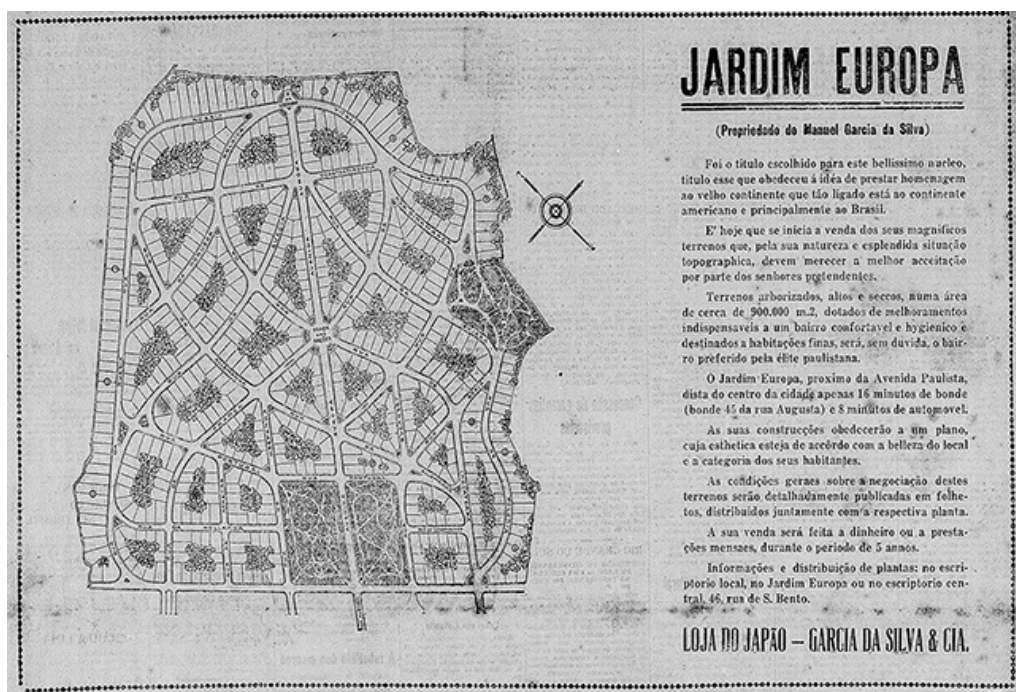 JARDIM EUROPA
(Propriedade de Manuel Garcia da Silva)
Foi o titulo escolhido para este bellissimo nucleo,
titulo esse que obedeceu á idéa de prestar homenagem
ao velho continente que tão ligado está ao continente
americano e principalmente ao Brasil.
E' hoje que se inicia a venda dos seus magnificos
terrenos que, pela sua natureza e esplendida situação
topographica, devem merecer a melhor acceitação
por parte dos senhores pretendentes.
Terrenos arborizados, altos e seccos, numa área
de cerca de 900.000 m.2, dotados de melhoramentos
indispensaveis a um bairro confortavel e hygienico e
destinados a habitações finas, será, sem duvida, o bair-
ro preferido pela élite paulistana.
O Jardim Europa, proximo da Avenida Paulista,
dista do centro da cidade apenas 16 minutos de bonde
(bonde 45 da rua Augusta) e 8 minutos de automovel.
As suas construcções obedecerão a um plano,
cuja esthetica esteja de accôrdo com a belleza do local
e a categoria dos seus habitantes.
As condições geraes sobre a negociação destes
terrenos serão detalhadamente publicadas em folhe-
tos, distribuidos juntamente com a respectiva planta.
A sua venda será feita a dinheiro ou a presta-
ções mensaes, durante o periodo de 5 annos.
Informações e distribuição de plantas: no escri-
ptorio local, no Jardim Europa ou no escriptorio cen-
tral, 46, rua de S. Bento.
LOJA DO JAPÃO – GARCIA DA SILVA & CIA.